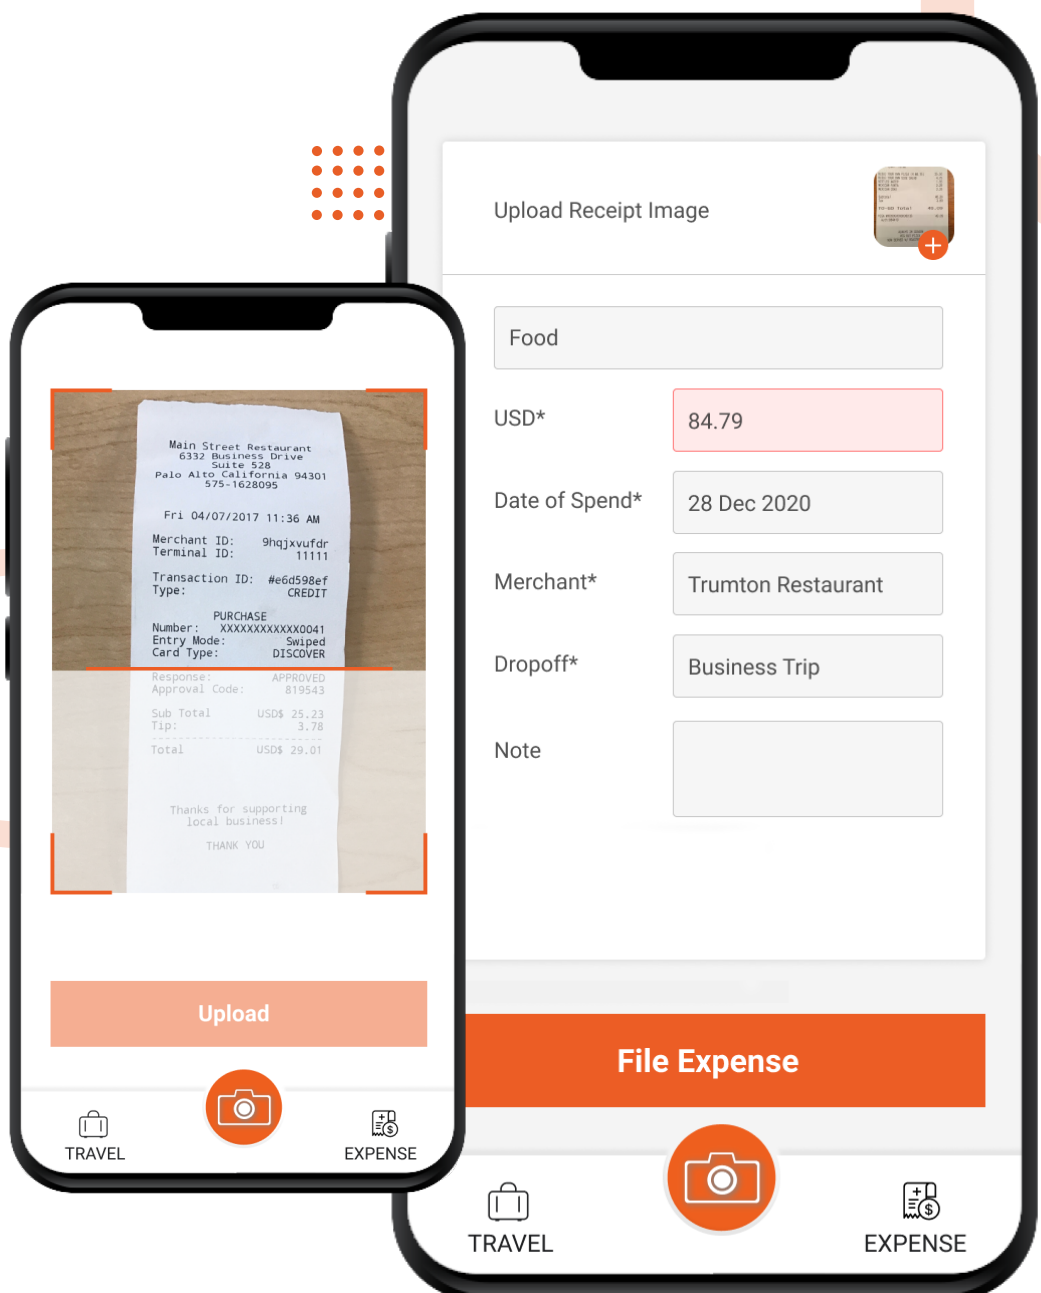 Upload Receipt Image
Food
USD* 84.79
Date of Spend* 28 Dec 2020
Merchant* Trumton Restaurant
Dropoff* Business Trip
Note
File Expense
TRAVEL EXPENSE
Main Street Restaurant
6332 Business Drive
Suite 528
Palo Alto California 94301
575-1628095
Fri 04/07/2017 11:36 AM
Merchant ID: 9hqjxvufdr
Terminal ID: 11111
Transaction ID: #e6d598ef
Type: CREDIT
PURCHASE
Number: XXXXXXXXXXXX0041
Entry Mode: Swiped
Card Type: DISCOVER
Response: APPROVED
Approval Code: 819543
Sub Total USD$ 25.23
Tip: 3.78
Total USD$ 29.01
Thanks for supporting
local business!
THANK YOU
Upload
TRAVEL EXPENSE